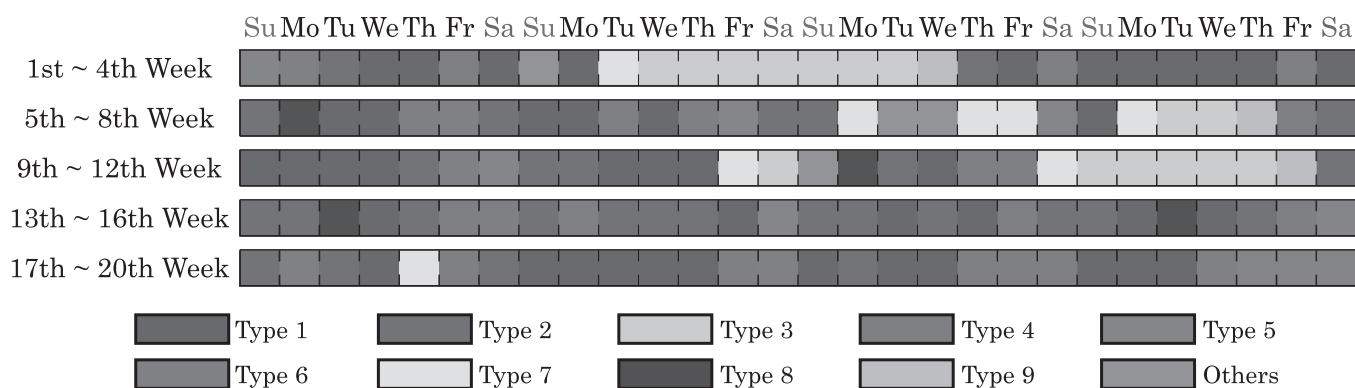 Su Mo Tu We Th Fr Sa Su Mo Tu We Th Fr Sa Su Mo Tu We Th Fr Sa Su Mo Tu We Th Fr Sa
1st ~ 4th Week
5th ~ 8th Week
9th ~ 12th Week
13th ~ 16th Week
17th ~ 20th Week
Type 1 Type 2 Type 3 Type 4 Type 5
Type 6 Type 7 Type 8 Type 9 Others